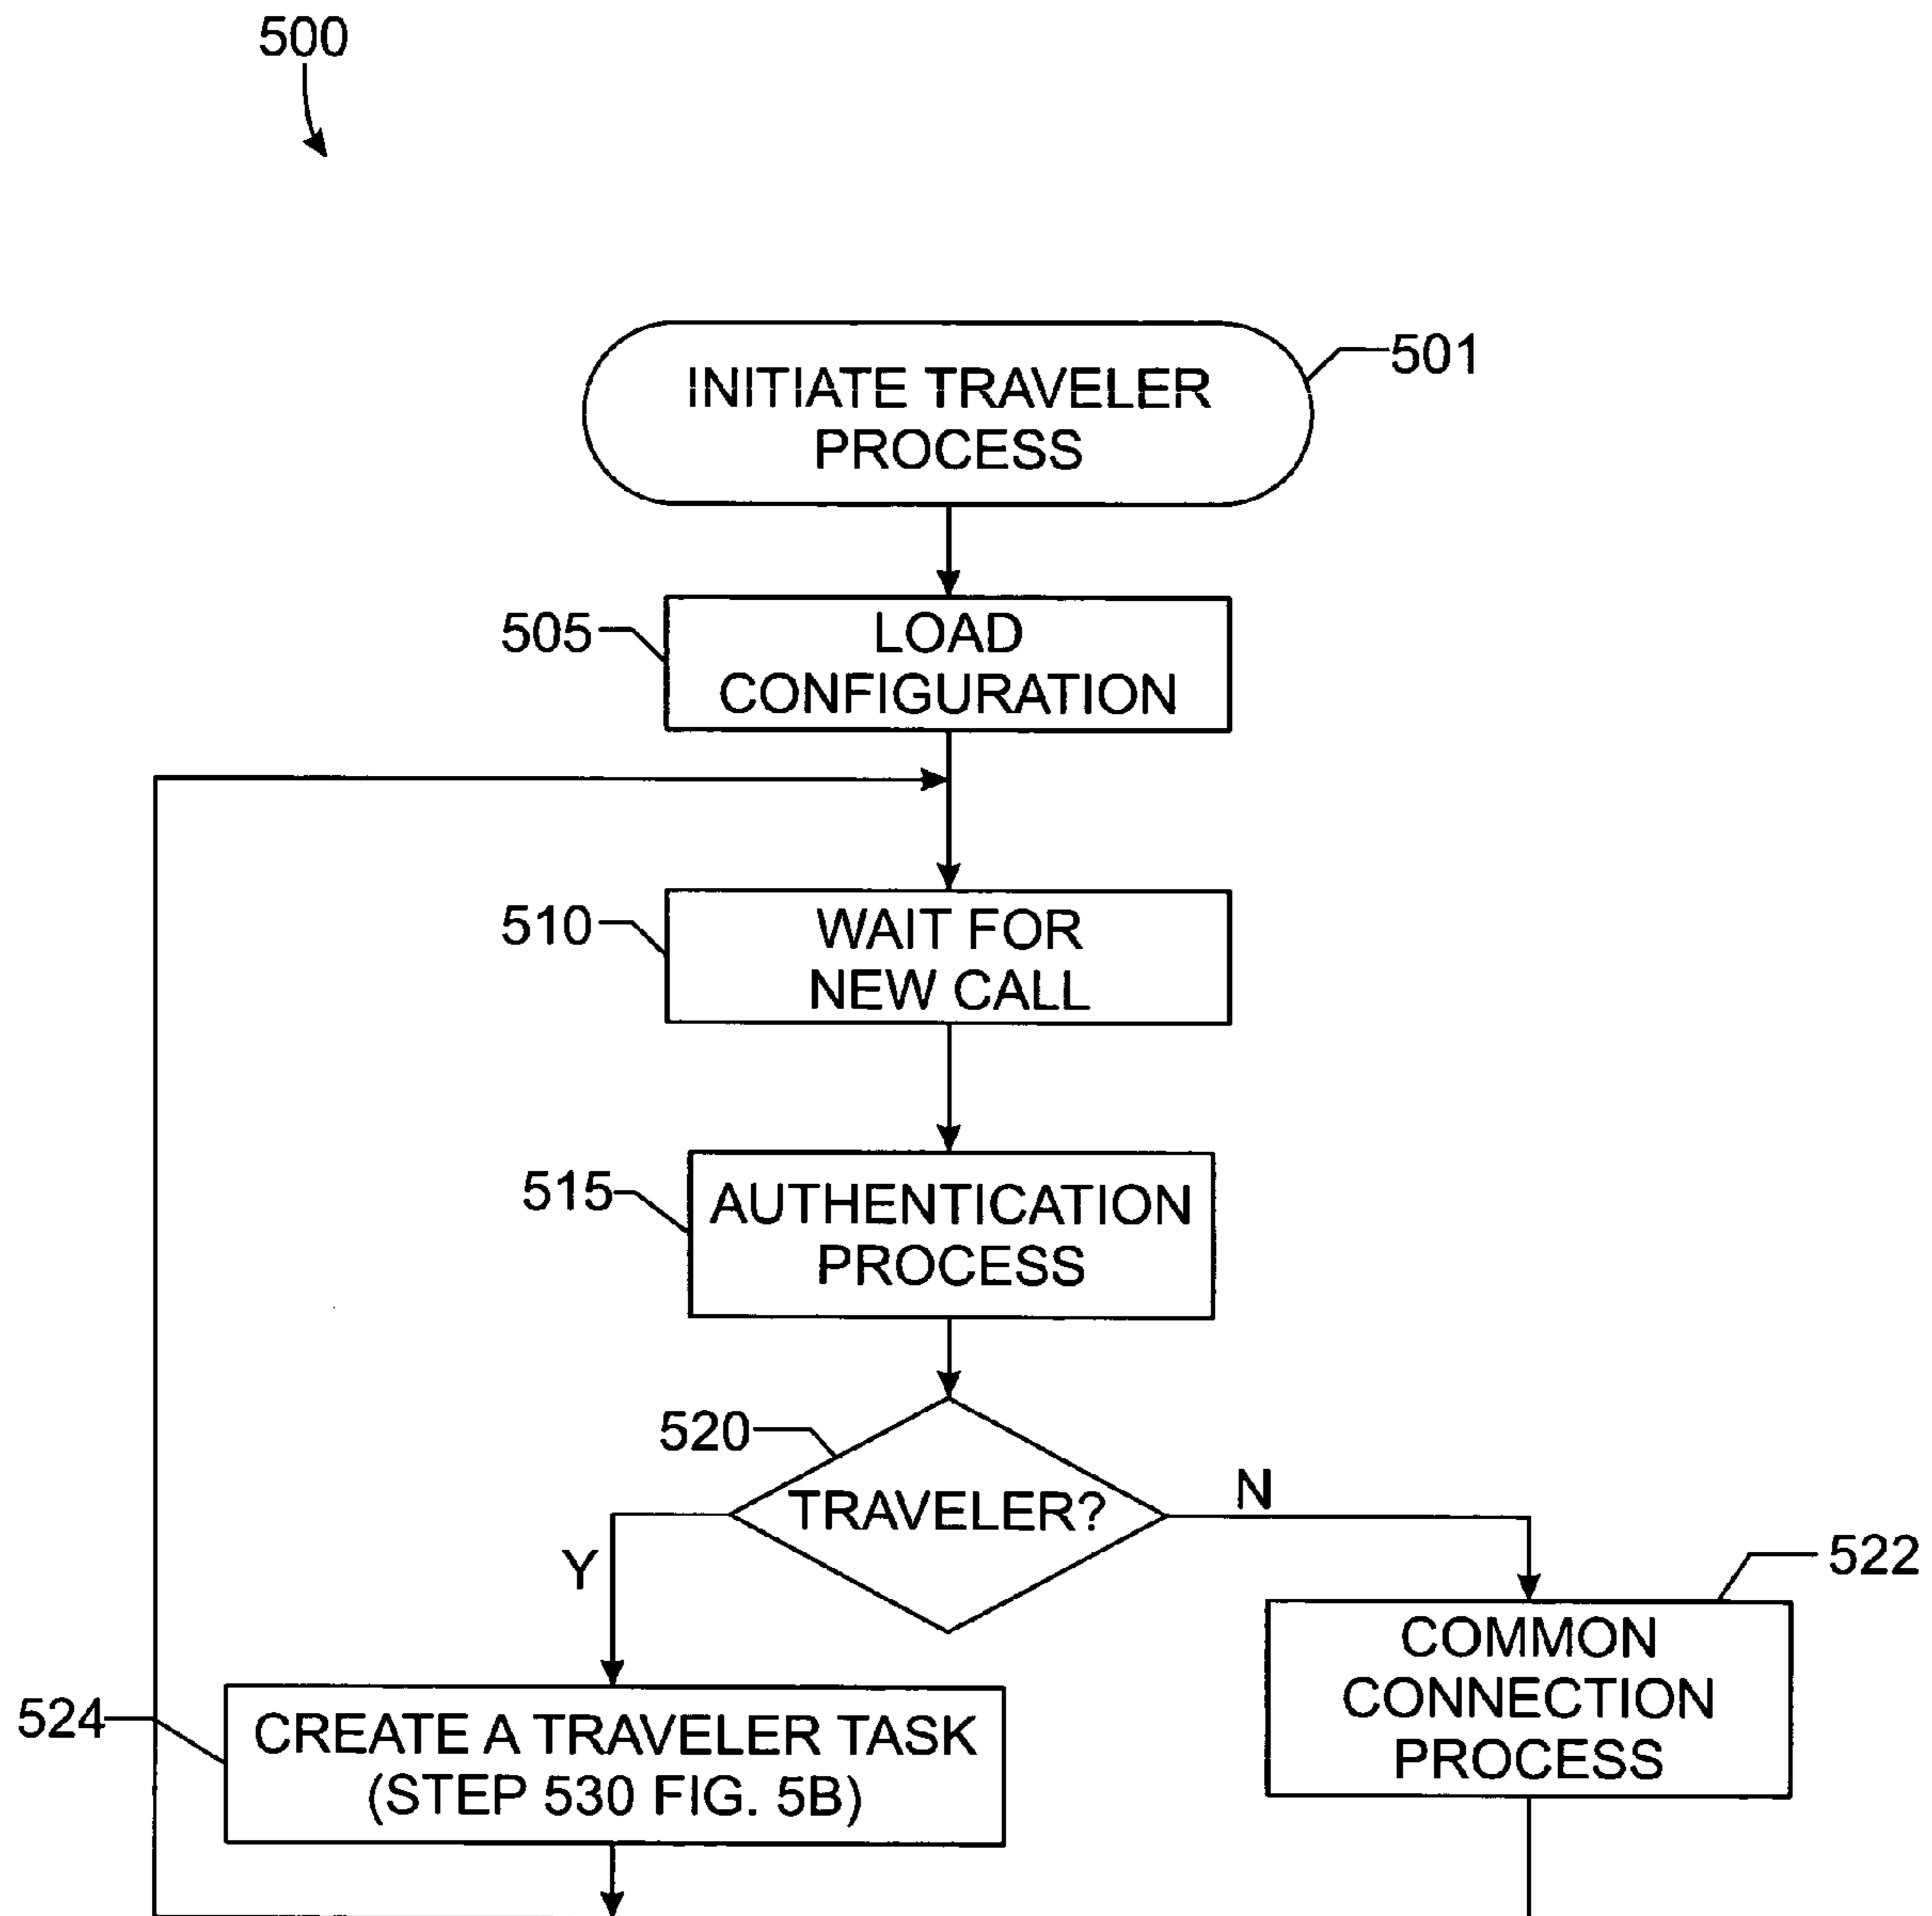 500
INITIATE TRAVELER
PROCESS
501
505
LOAD
CONFIGURATION
510
WAIT FOR
NEW CALL
515
AUTHENTICATION
PROCESS
520
TRAVELER?
N
Y
522
COMMON
CONNECTION
PROCESS
524
CREATE A TRAVELER TASK
(STEP 530 FIG. 5B)